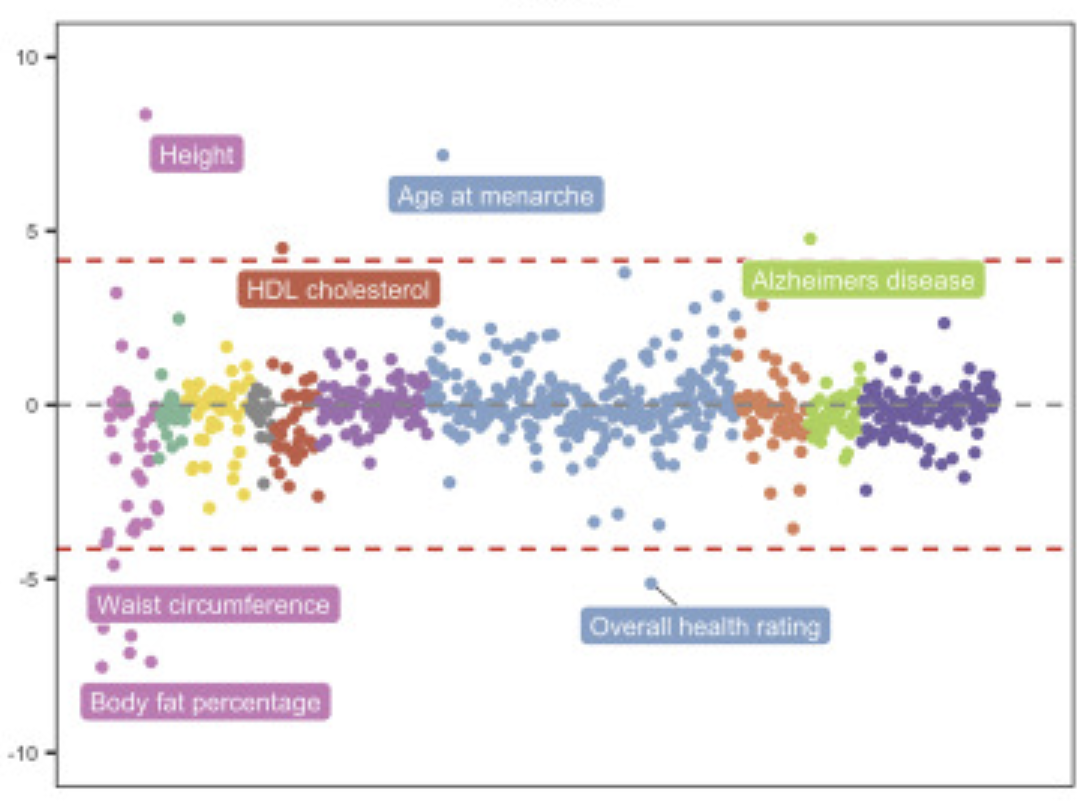 10
Height
Age at menarche
5
HDL cholesterol
Alzheimers disease
0
-5
Waist circumference
Overall health rating
Body fat percentage
-10